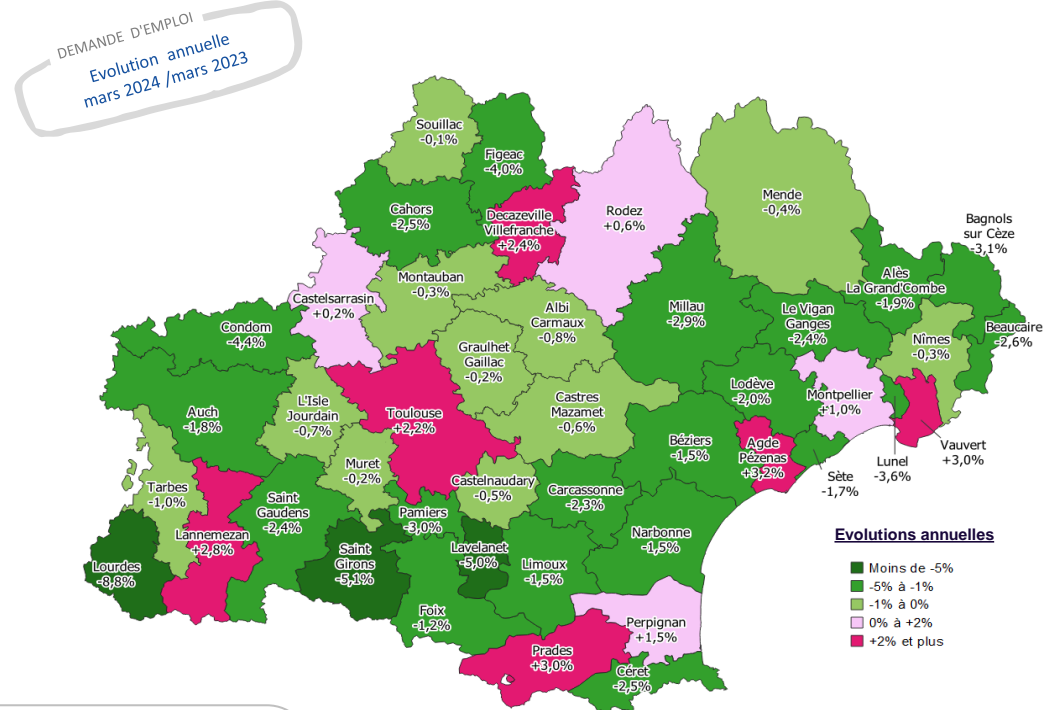 DEMANDE D'EMPLOI
Evolution annuelle
mars 2024 /mars 2023
Souillac
-0,1%
Figeac
-4,0%
Cahors
-2,5%
Decazeville
Villefranche
+2,4%
Rodez
+0,6%
Mende
-0,4%
Bagnols
sur Cèze
-3,1%
Alès
La Grand'Combe
-1,9%
Montauban
-0,3%
Castelsarrasin
+0,2%
Albi
Carmaux
-0,8%
Millau
-2,9%
Le Vigan
Ganges
-2,4%
Nîmes
-0,3%
Beaucaire
-2,6%
Condom
-4,4%
Graulhet
Gaillac
-0,2%
Auch
-1,8%
L'Isle
Jourdain
-0,7%
Toulouse
+2,2%
Castres
Mazamet
-0,6%
Lodève
-2,0%
Montpellier
+1,0%
Béziers
-1,5%
Agde
Pézenas
+3,2%
Vauvert
+3,0%
Lunel
-3,6%
Sète
-1,7%
Tarbes
-1,0%
Muret
-0,2%
Castelnaudary
-0,5%
Carcassonne
-2,3%
Saint
Gaudens
-2,4%
Pamiers
-3,0%
Lannemezan
+2,8%
Narbonne
-1,5%
Lourdes
-8,8%
Saint
Girons
-5,1%
Lavelanet
-5,0%
Limoux
-1,5%
Foix
-1,2%
Perpignan
+1,5%
Prades
+3,0%
Céret
-2,5%
Evolutions annuelles
Moins de -5%
-5% à -1%
-1% à 0%
0% à +2%
+2% et plus